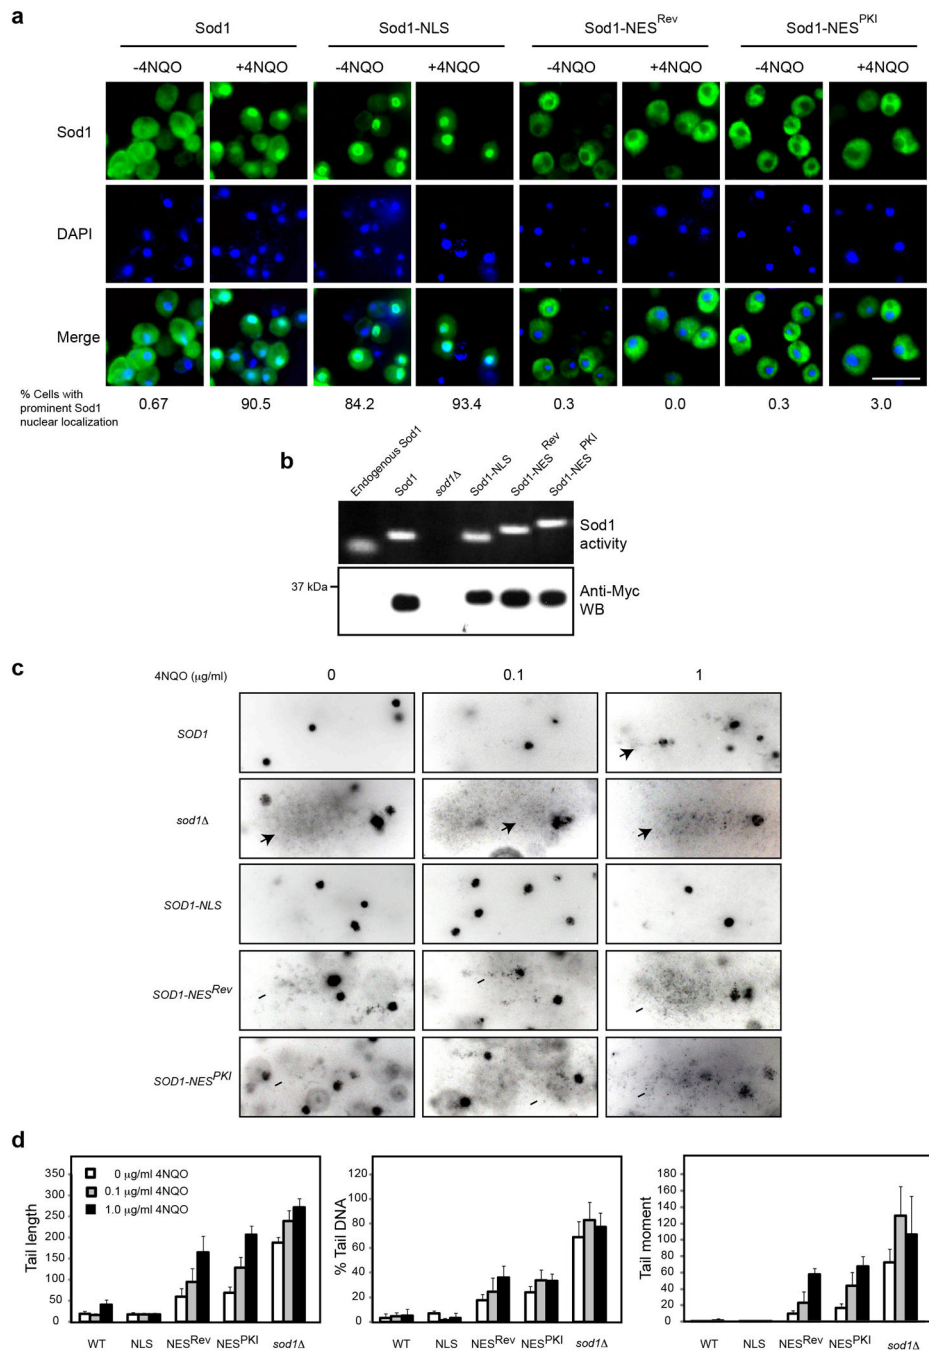 a
Sod1 Sod1-NLS Sod1-NES^Rev Sod1-NES^PKI
-4NQO +4NQO -4NQO +4NQO -4NQO +4NQO -4NQO +4NQO
Sod1
DAPI
Merge
% Cells with
prominent Sod1
nuclear localization
0.67 90.5 84.2 93.4 0.3 0.0 0.3 3.0
b
Endogenous Sod1 Sod1 sod1Δ Sod1-NLS Sod1-NES^Rev Sod1-NES^PKI
Sod1
activity
37 kDa
Anti-Myc
WB
c
4NQO (μg/ml) 0 0.1 1
SOD1
sod1Δ
SOD1-NLS
SOD1-NES^Rev
SOD1-NES^PKI
d
Tail length
350
300
250
200
150
100
50
0
0 μg/ml 4NQO
0.1 μg/ml 4NQO
1.0 μg/ml 4NQO
WT NLS NES^Rev NES^PKI sod1Δ
% Tail DNA
120
100
80
60
40
20
0
WT NLS NES^Rev NES^PKI sod1Δ
Tail moment
180
160
140
120
100
80
60
40
20
0
WT NLS NES^Rev NES^PKI sod1Δ